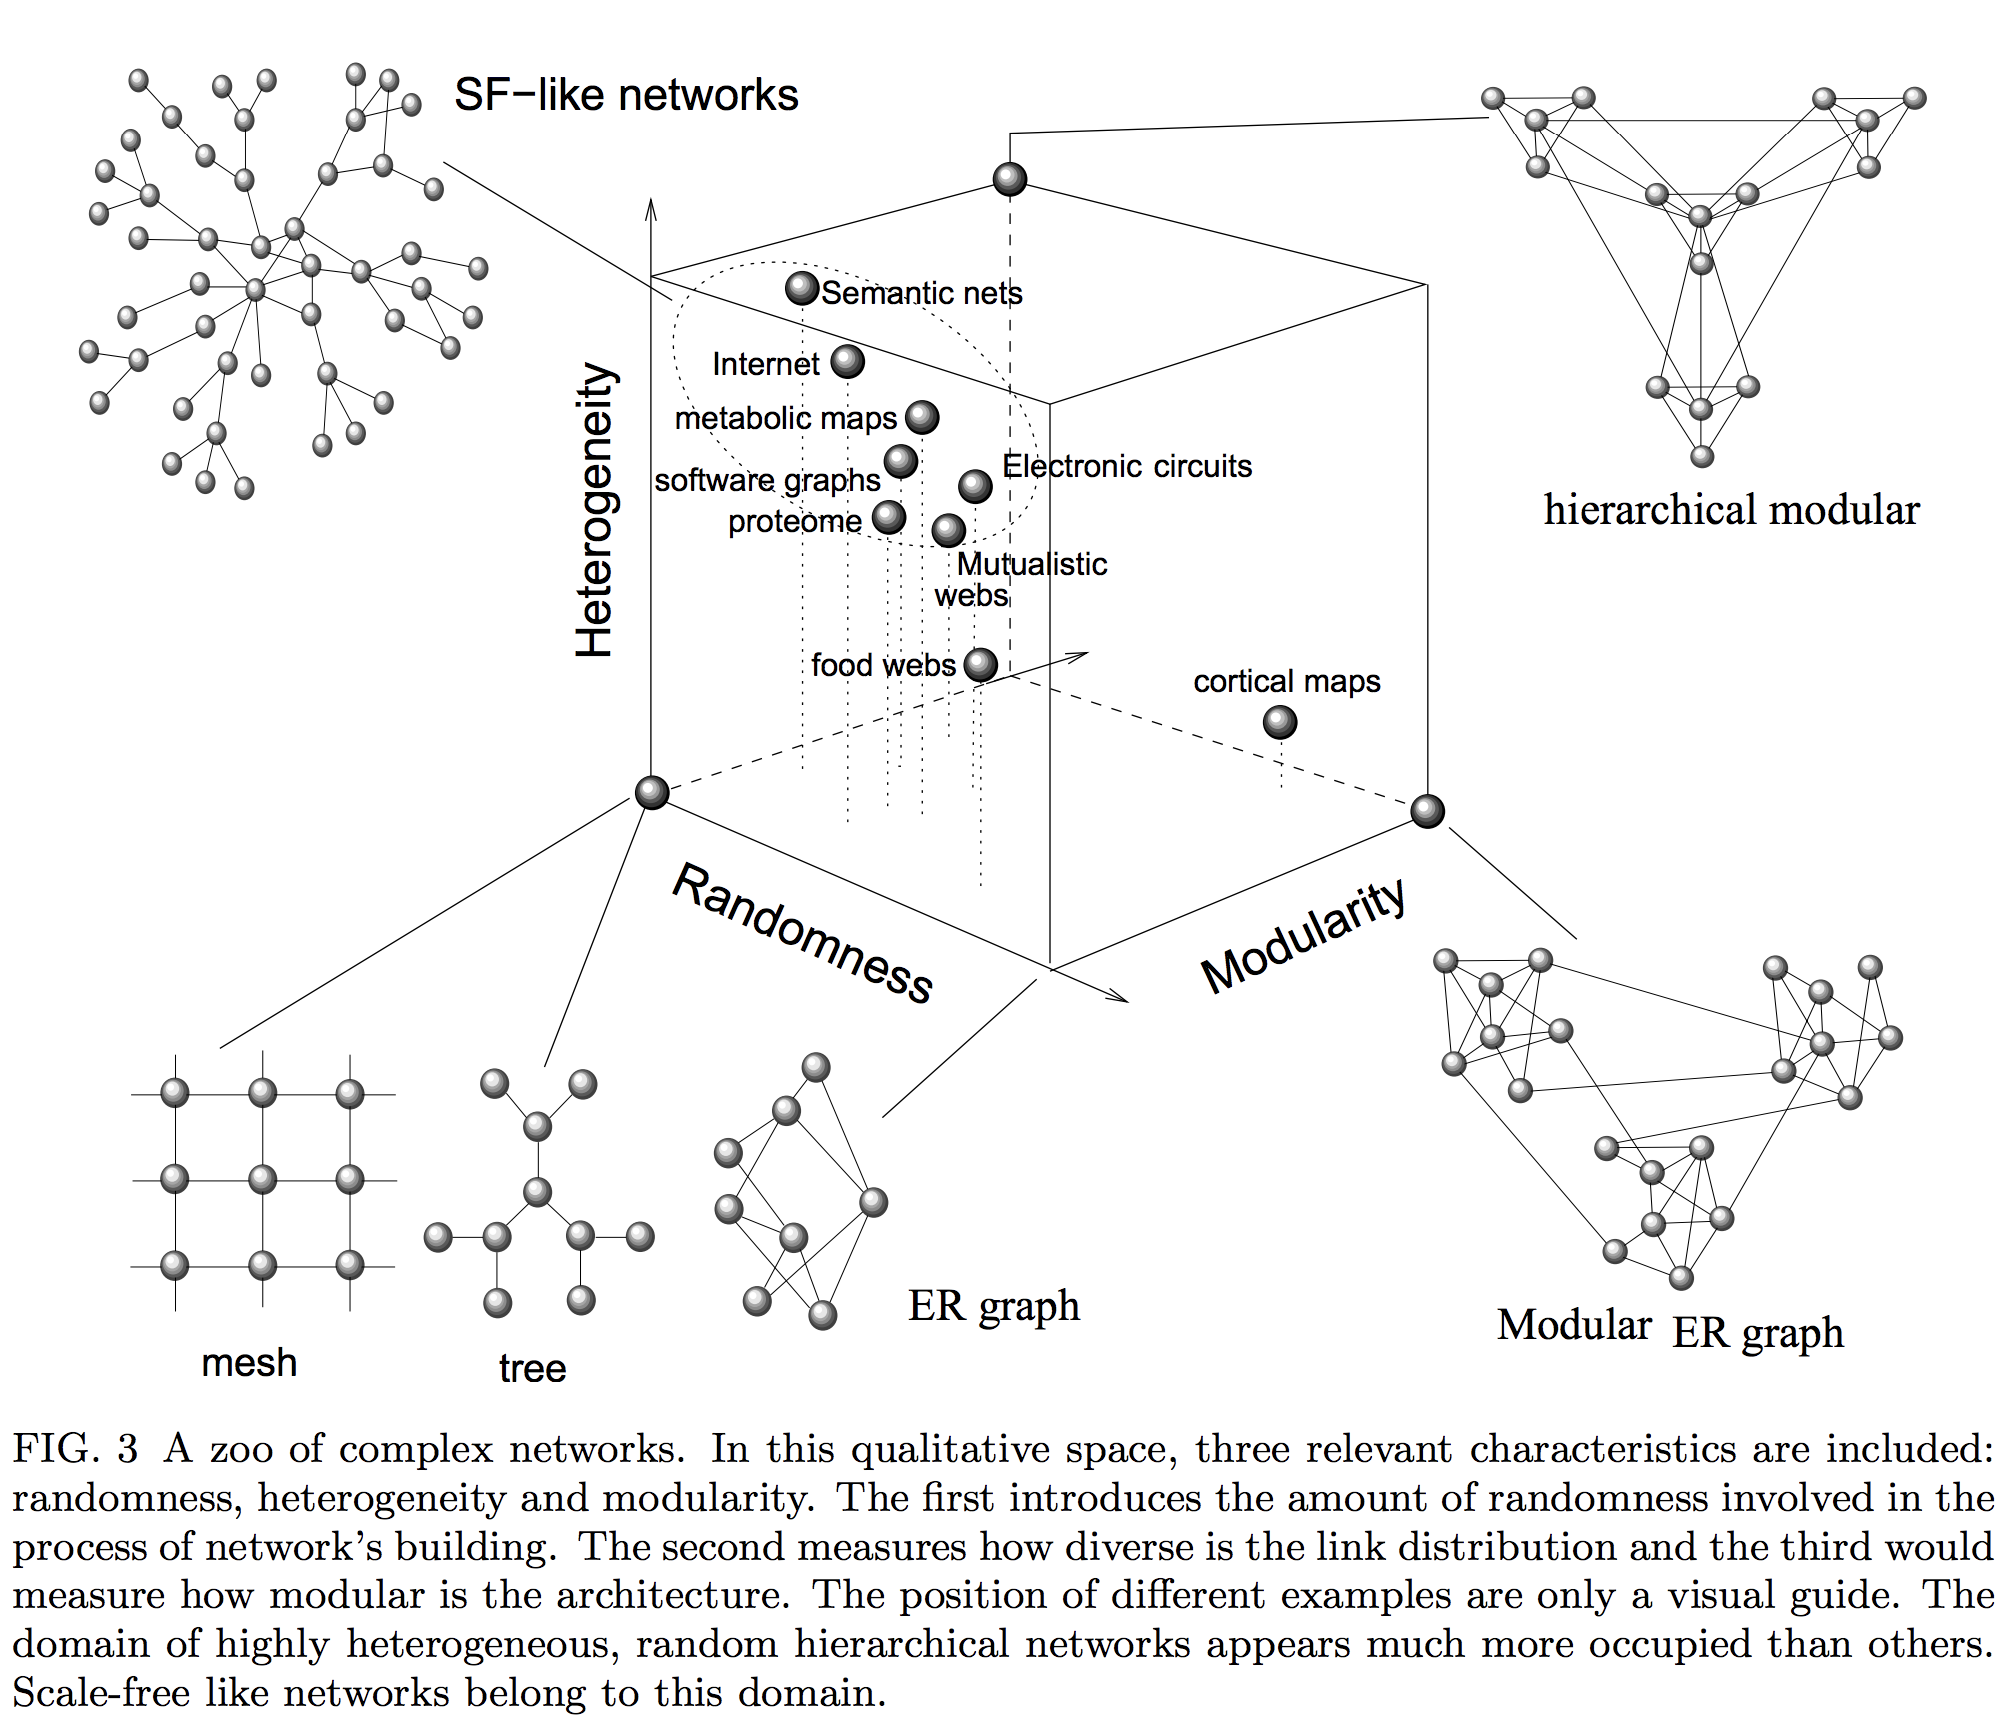 SF−like networks
Semantic nets
Internet
metabolic maps
Electronic circuits
software graphs
proteome
Mutualistic
webs
food webs
cortical maps
Heterogeneity
hierarchical modular
Randomness
Modularity
mesh
tree
ER graph
Modular ER graph
FIG. 3 A zoo of complex networks. In this qualitative space, three relevant characteristics are included:
randomness, heterogeneity and modularity. The first introduces the amount of randomness involved in the
process of network's building. The second measures how diverse is the link distribution and the third would
measure how modular is the architecture. The position of different examples are only a visual guide. The
domain of highly heterogeneous, random hierarchical networks appears much more occupied than others.
Scale-free like networks belong to this domain.